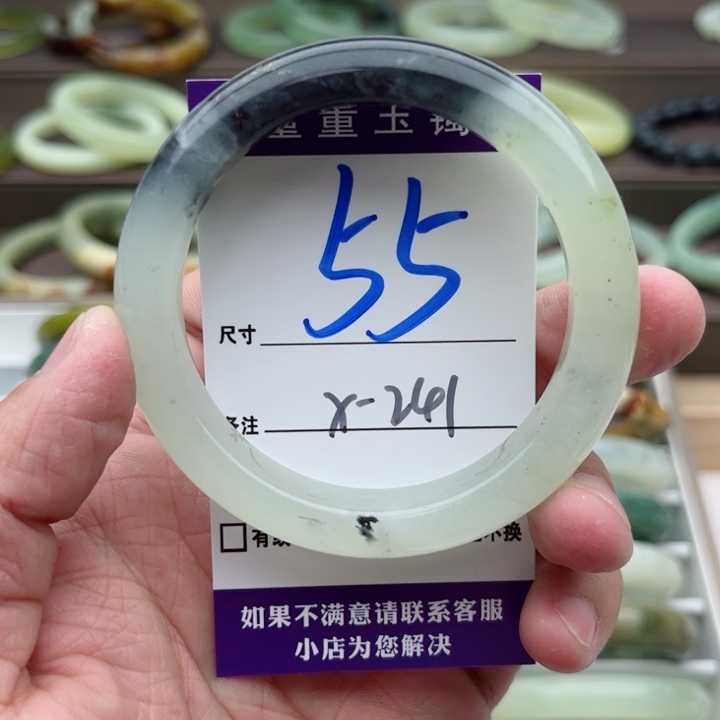 重玉
55
尺寸
x-241
备注
有
不换
如果不满意请联系客服
小店为您解决